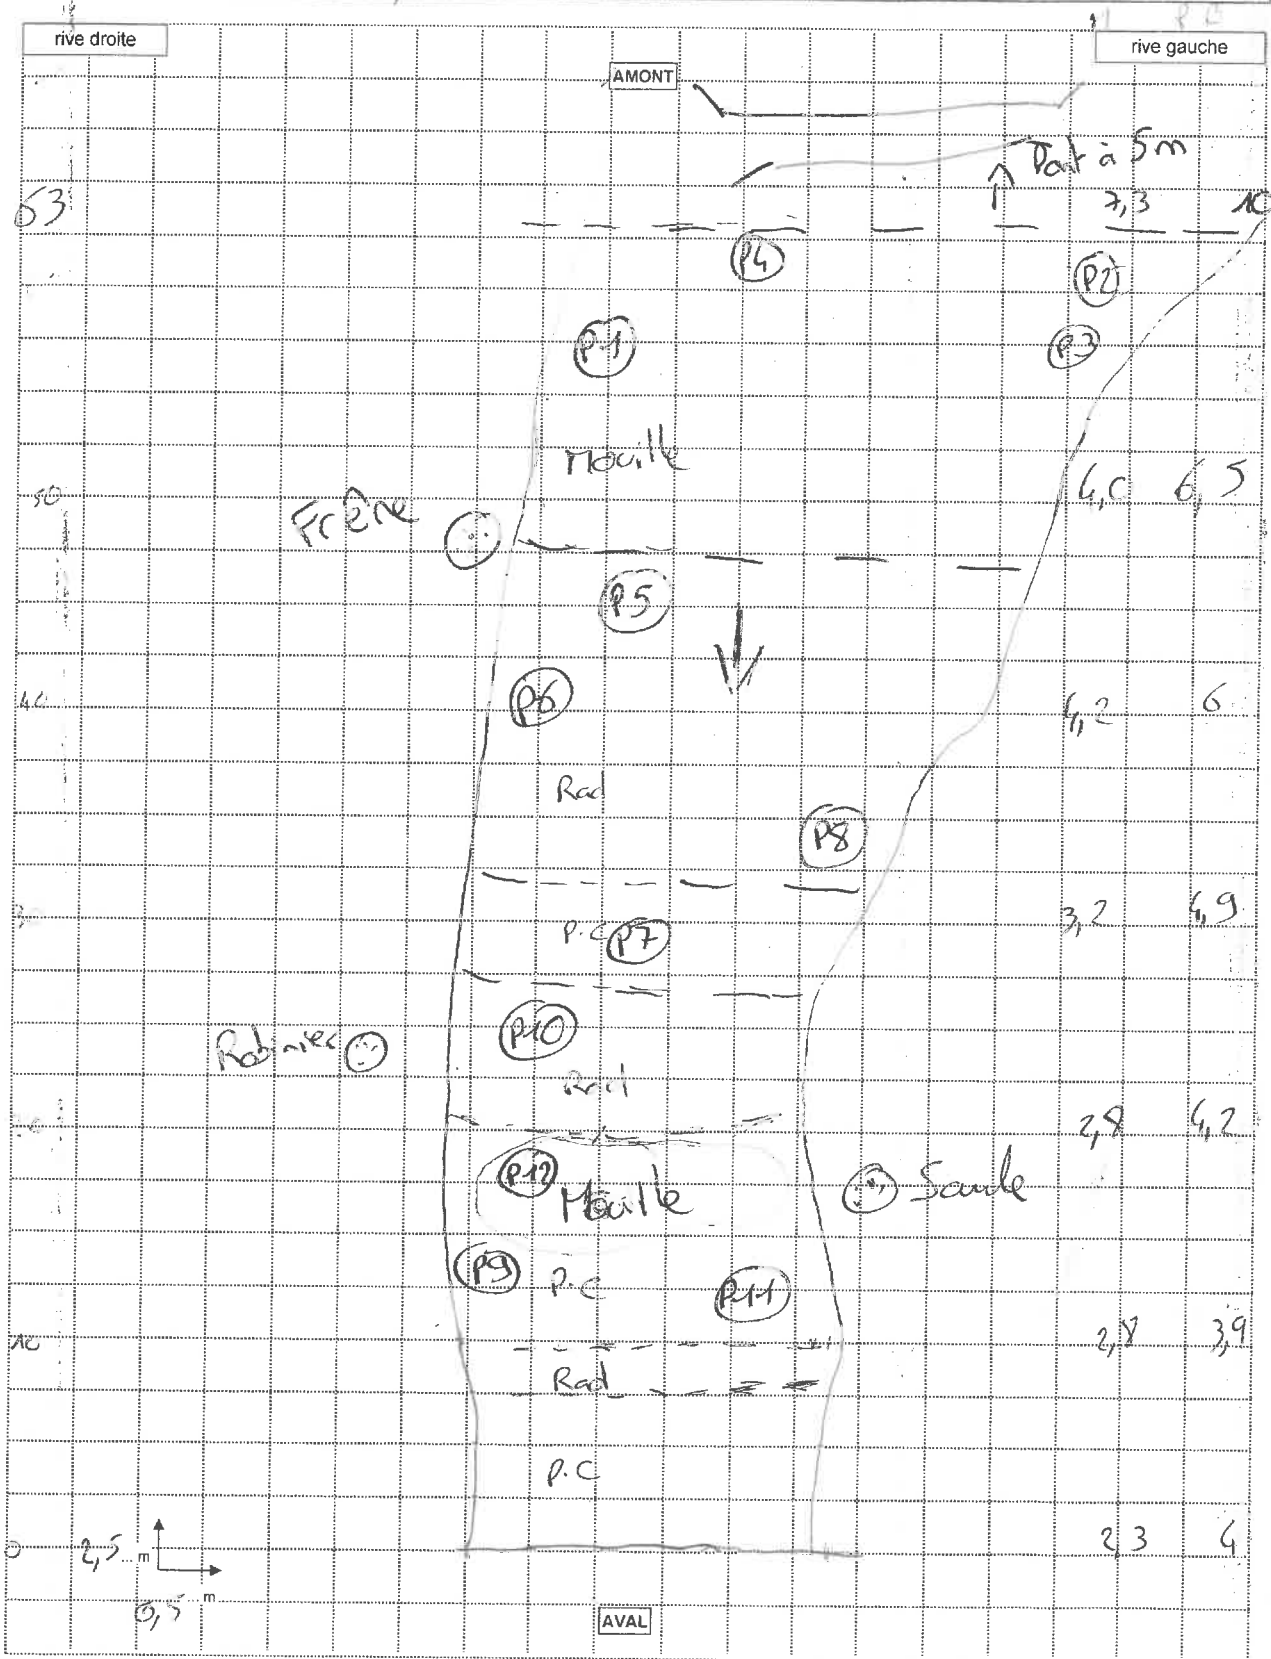 rive droite
rive gauche
AMONT
Pont à 5m
63
7,3 10
P4
P2
P3
P1
Mouille
50
4,0 6,5
Frêne
P5
P6
40
4,2 6
Rad
P8
3,2 4,9
P.C P7
P10
Robinier
Rad
2,8 4,2
P12
Mouille
Saule
P9
P.C
P11
10
2,8 3,9
Rad
P.C
0
2,5 m
2,3 4
0,5 m
AVAL